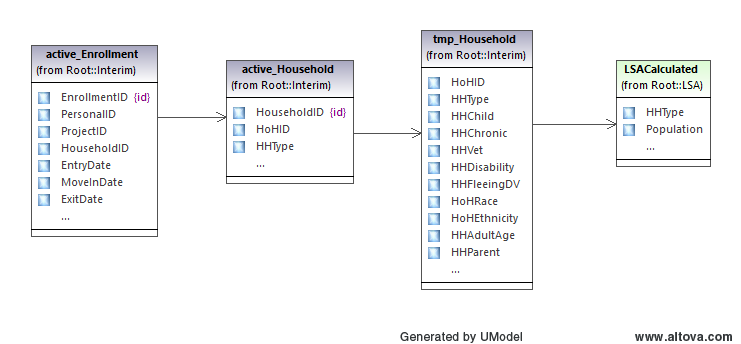 active_Enrollment
(from Root::Interim)
EnrollmentID {id}
PersonalID
ProjectID
HouseholdID
EntryDate
MoveInDate
ExitDate
...
active_Household
(from Root::Interim)
HouseholdID {id}
HoHID
HHType
...
tmp_Household
(from Root::Interim)
HoHID
HHType
HHChild
HHChronic
HHVet
HHDisability
HHFleeingDV
HoHRace
HoHEthnicity
HHAdultAge
HHParent
...
LSACalculated
(from Root::LSA)
HHType
Population
...
Generated by UModel
www.altova.com